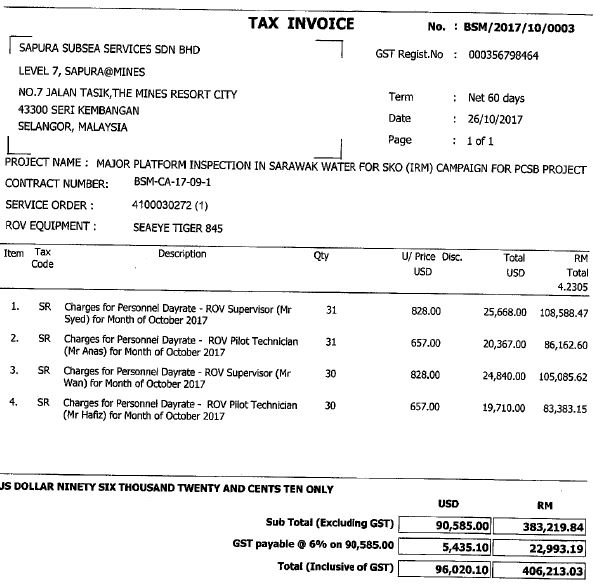 TAX INVOICE
No. : BSM/2017/10/0003
SAPURA SUBSEA SERVICES SDN BHD
GST Regist.No : 000356798464
LEVEL 7, SAPURA@MINES
NO.7 JALAN TASIK,THE MINES RESORT CITY
Term : Net 60 days
43300 SERI KEMBANGAN
Date : 26/10/2017
SELANGOR, MALAYSIA
Page : 1 of 1
PROJECT NAME : MAJOR PLATFORM INSPECTION IN SARAWAK WATER FOR SKO (IRM) CAMPAIGN FOR PCSB PROJECT
CONTRACT NUMBER: BSM-CA-17-09-1
SERVICE ORDER : 4100030272 (1)
ROV EQUIPMENT : SEAEYE TIGER 845
Item Tax Description Qty U/ Price Disc. Total RM
Code USD USD Total
4.2305
1. SR Charges for Personnel Dayrate - ROV Supervisor (Mr 31 828.00 25,668.00 108,588.47
Syed) for Month of October 2017
2. SR Charges for Personnel Dayrate - ROV Pilot Technician 31 657.00 20,367.00 86,162.60
(Mr Anas) for Month of October 2017
3. SR Charges for Personnel Dayrate - ROV Supervisor (Mr 30 828.00 24,840.00 105,085.62
Wan) for Month of October 2017
4. SR Charges for Personnel Dayrate - ROV Pilot Technician 30 657.00 19,710.00 83,383.15
(Mr Hafiz) for Month of October 2017
US DOLLAR NINETY SIX THOUSAND TWENTY AND CENTS TEN ONLY
USD RM
Sub Total (Excluding GST) 90,585.00 383,219.84
GST payable @ 6% on 90,585.00 5,435.10 22,993.19
Total (Inclusive of GST) 96,020.10 406,213.03